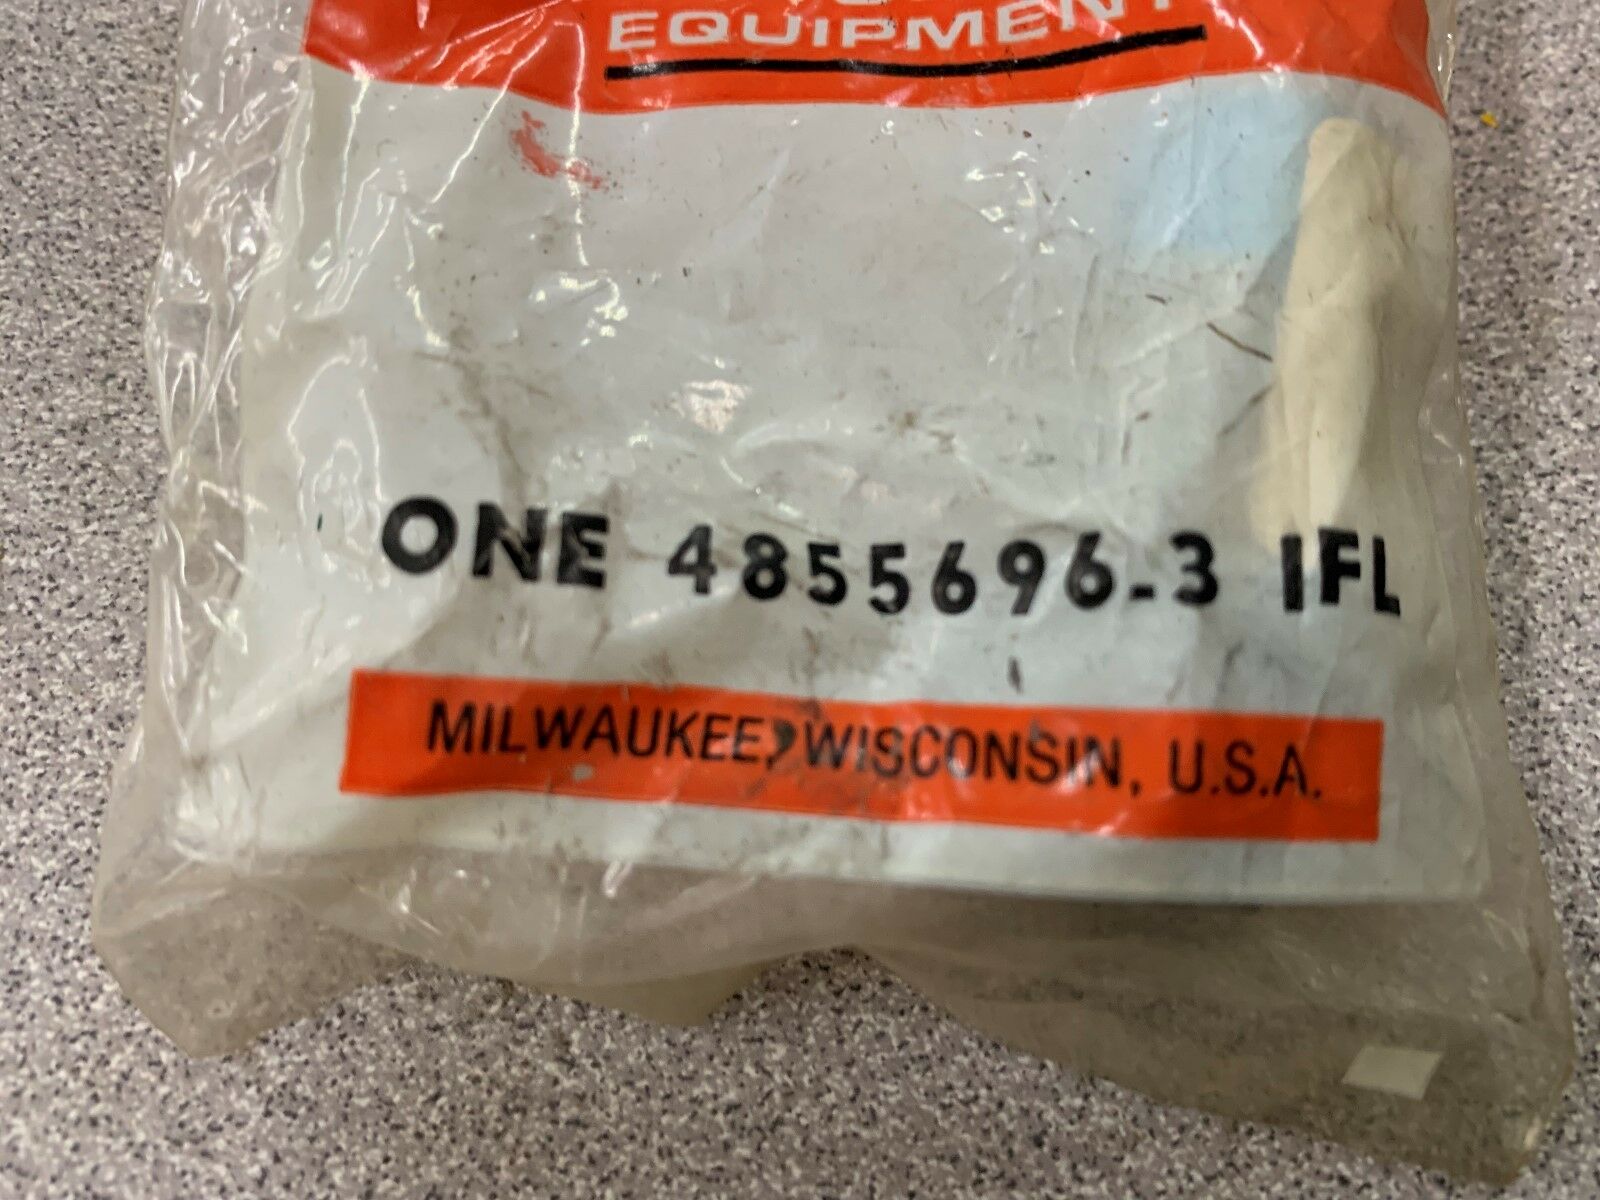 EQUIPMENT
ONE 4855696-3 IFL
MILWAUKEE, WISCONSIN, U.S.A.